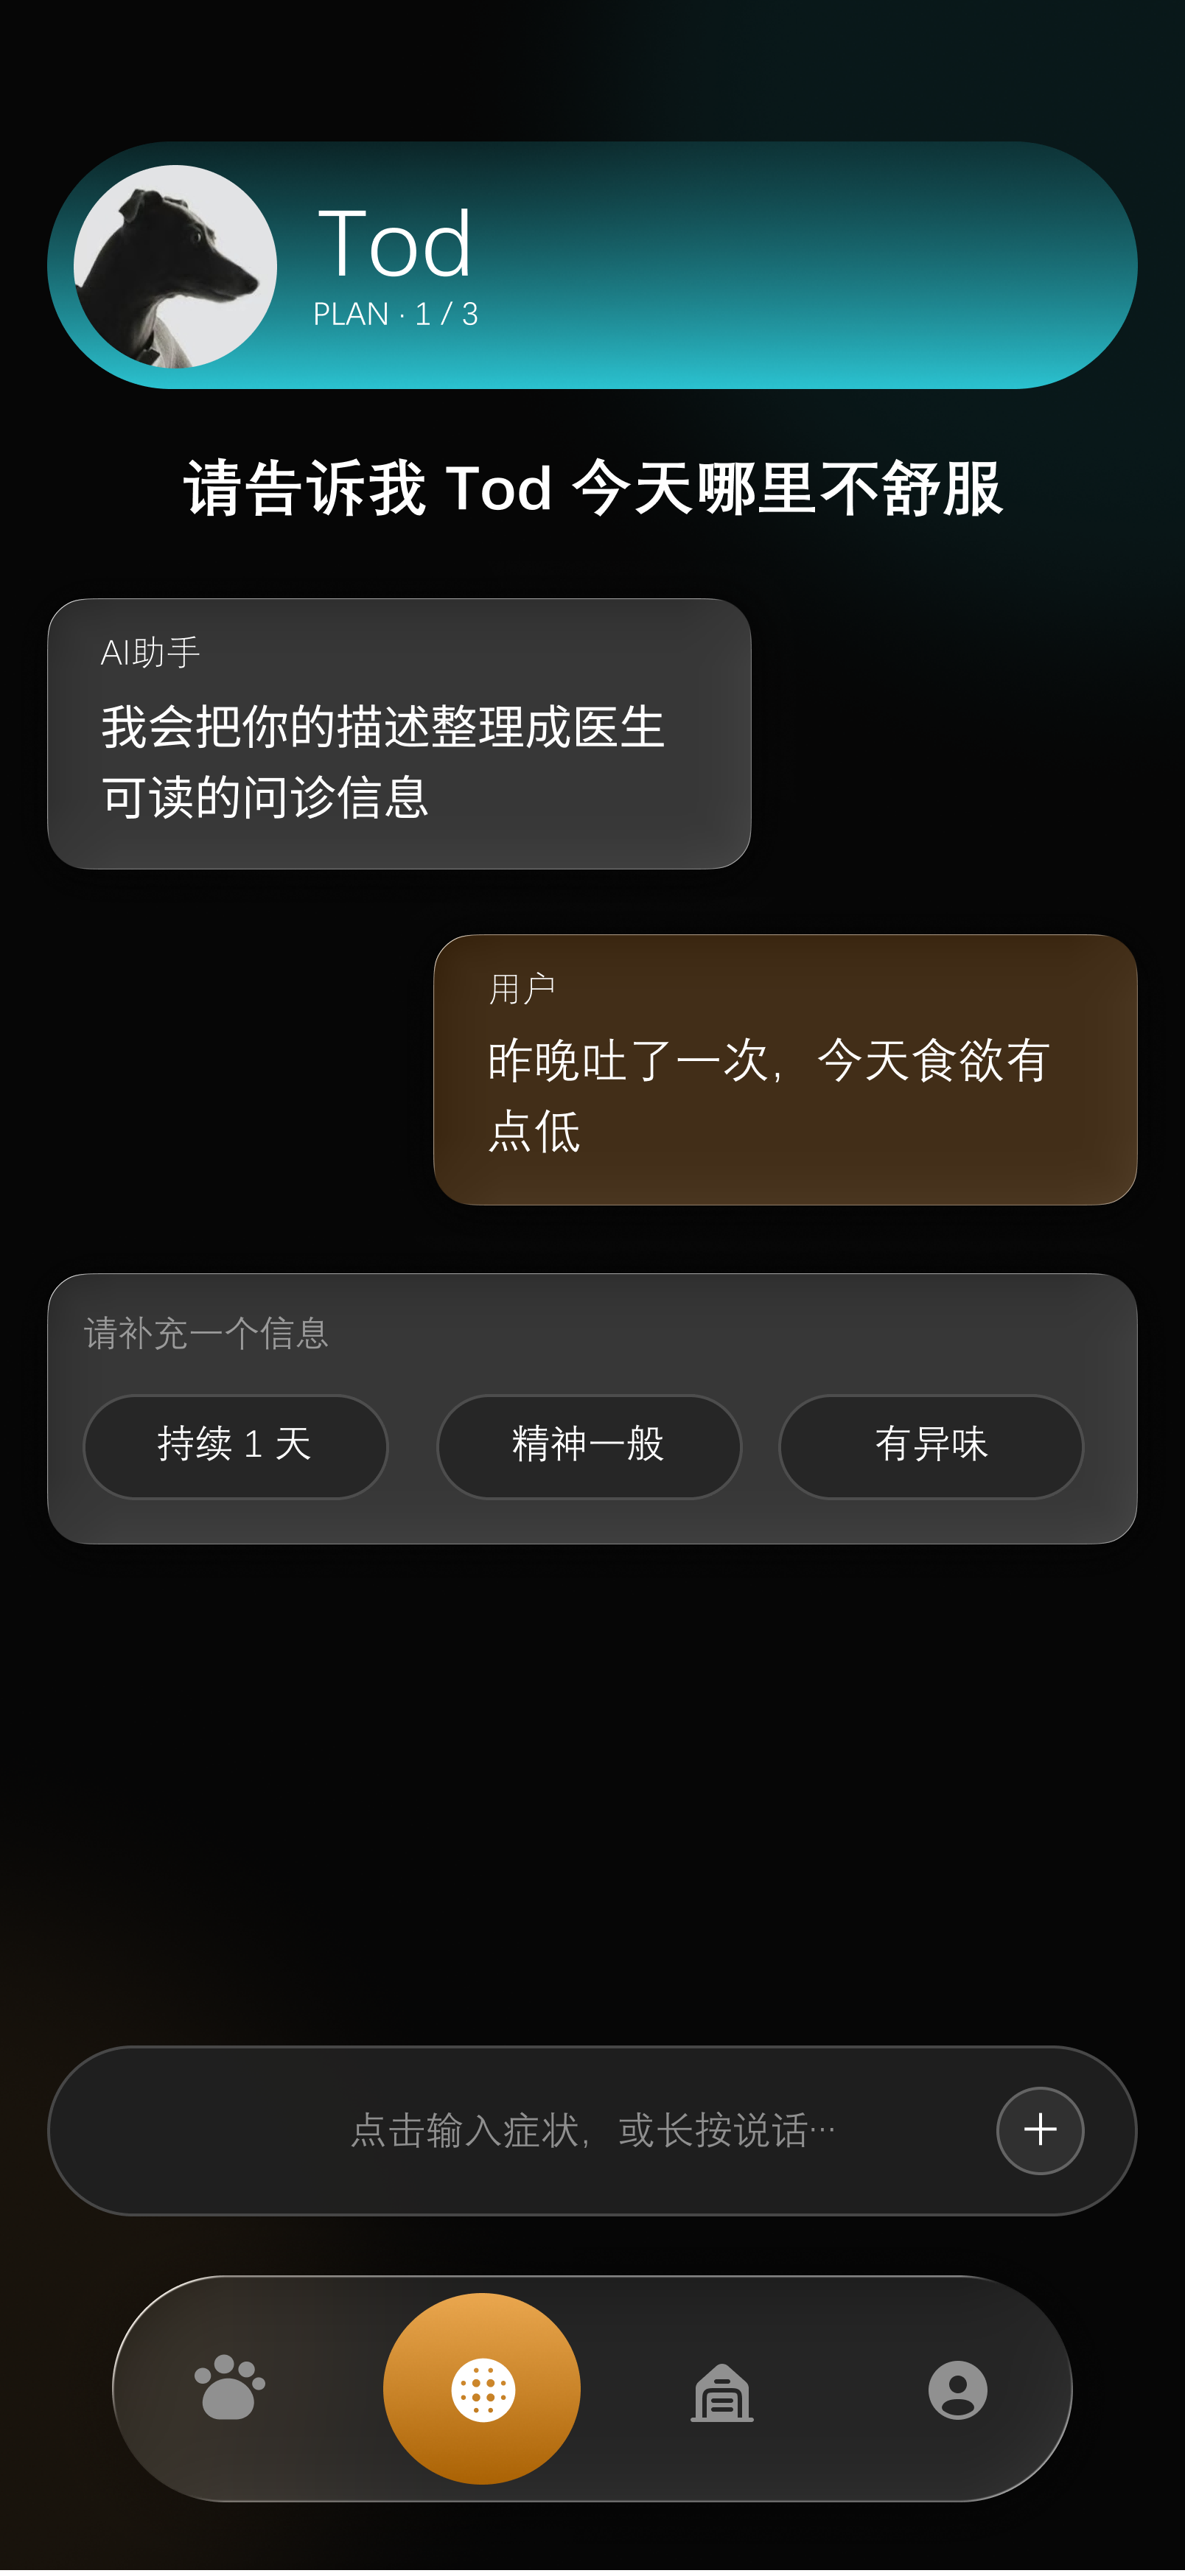 Tod
PLAN · 1 / 3
请告诉我 Tod 今天哪里不舒服
AI助手
我会把你的描述整理成医生
可读的问诊信息
用户
昨晚吐了一次，今天食欲有
点低
请补充一个信息
持续 1 天
精神一般
有异味
点击输入症状，或长按说话…